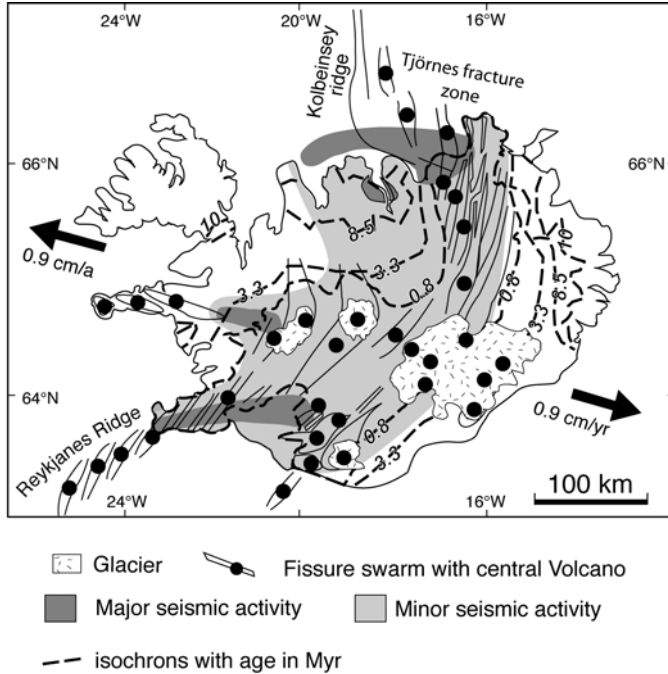 24°W 20°W 16°W
Kolbeinsey
ridge
Tjörnes fracture
zone
66°N 66°N
10
8.5
0.9 cm/a
3.3
3.3
0.8
0.8
3.3
8.5
10
64°N 64°N
0.9 cm/yr
Reykjanes Ridge
0.8
3.3
100 km
24°W 20°W 16°W
Glacier
Fissure swarm with central Volcano
Major seismic activity
Minor seismic activity
isochrons with age in Myr